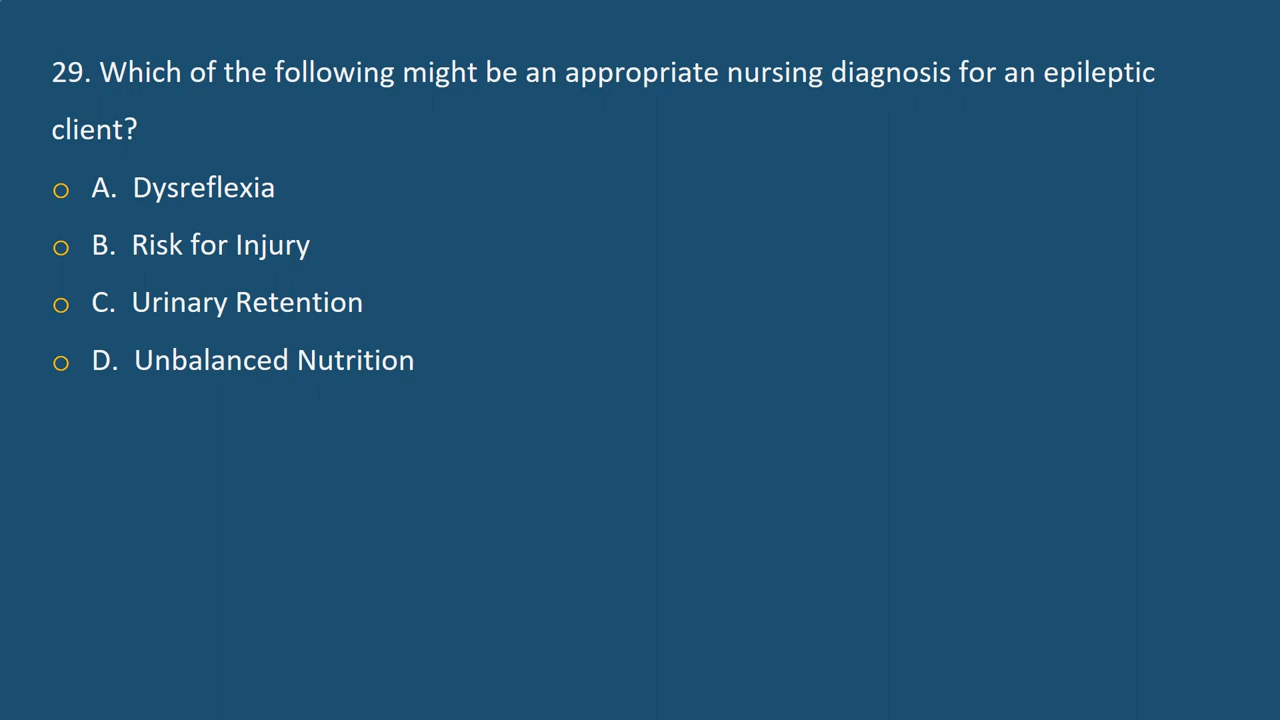 29. Which of the following might be an appropriate nursing diagnosis for an epileptic
client?
A. Dysreflexia
B. Risk for Injury
C. Urinary Retention
D. Unbalanced Nutrition